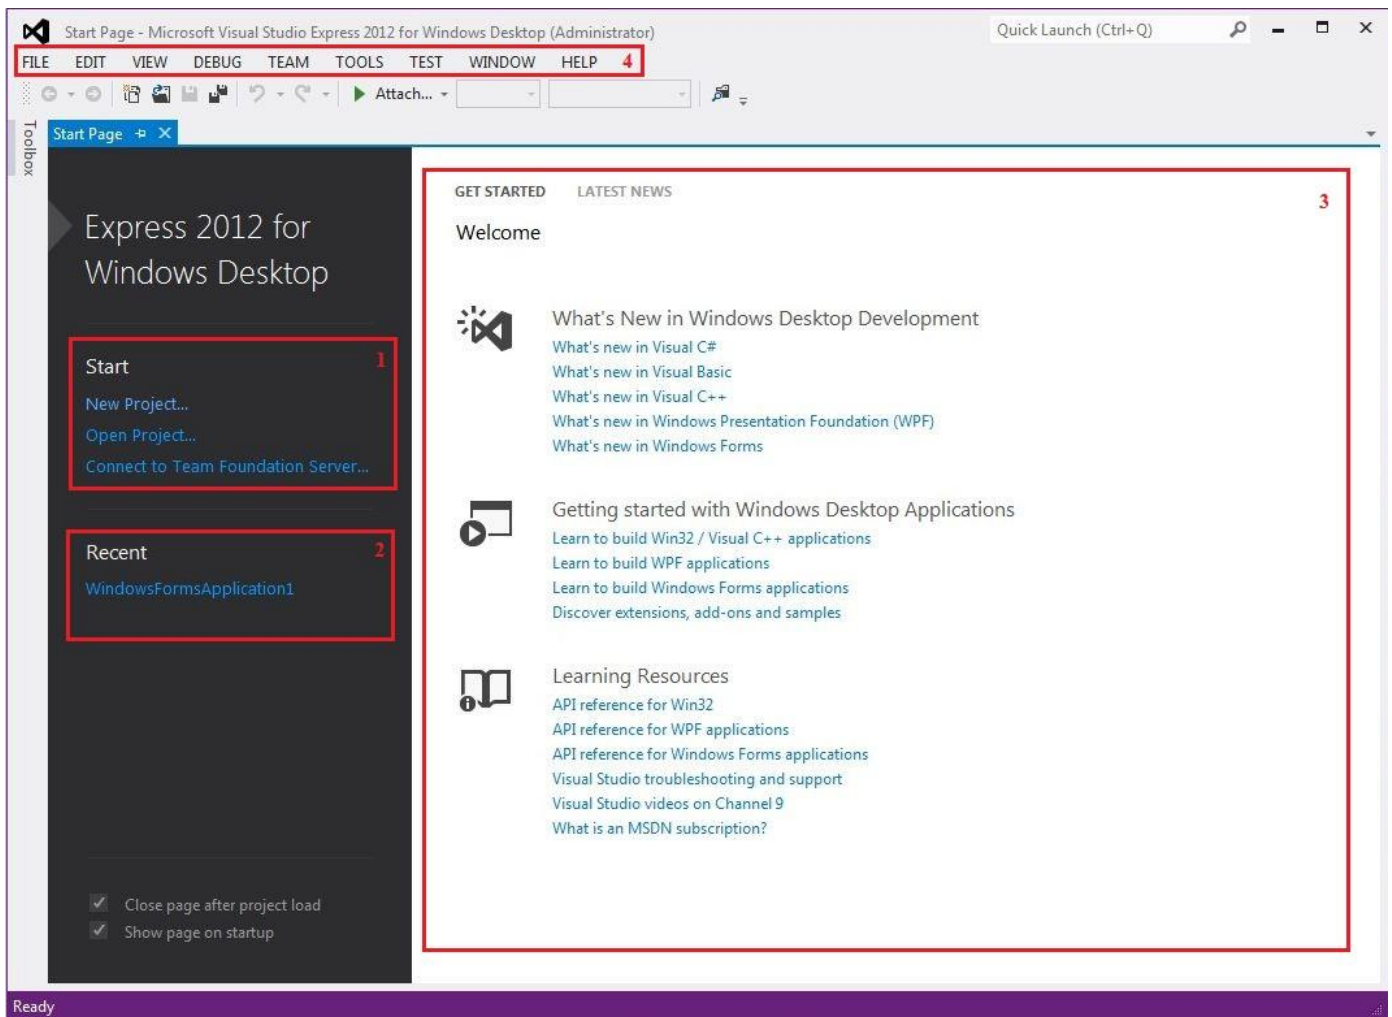 Start Page - Microsoft Visual Studio Express 2012 for Windows Desktop (Administrator)
Quick Launch (Ctrl+Q)
FILE EDIT VIEW DEBUG TEAM TOOLS TEST WINDOW HELP 4
Attach...
Toolbox
Start Page
Express 2012 for
Windows Desktop
Start 1
New Project...
Open Project...
Connect to Team Foundation Server...
Recent 2
WindowsFormsApplication1
Close page after project load
Show page on startup
GET STARTED LATEST NEWS 3
Welcome
What's New in Windows Desktop Development
What's new in Visual C#
What's new in Visual Basic
What's new in Visual C++
What's new in Windows Presentation Foundation (WPF)
What's new in Windows Forms
Getting started with Windows Desktop Applications
Learn to build Win32 / Visual C++ applications
Learn to build WPF applications
Learn to build Windows Forms applications
Discover extensions, add-ons and samples
Learning Resources
API reference for Win32
API reference for WPF applications
API reference for Windows Forms applications
Visual Studio troubleshooting and support
Visual Studio videos on Channel 9
What is an MSDN subscription?
Ready